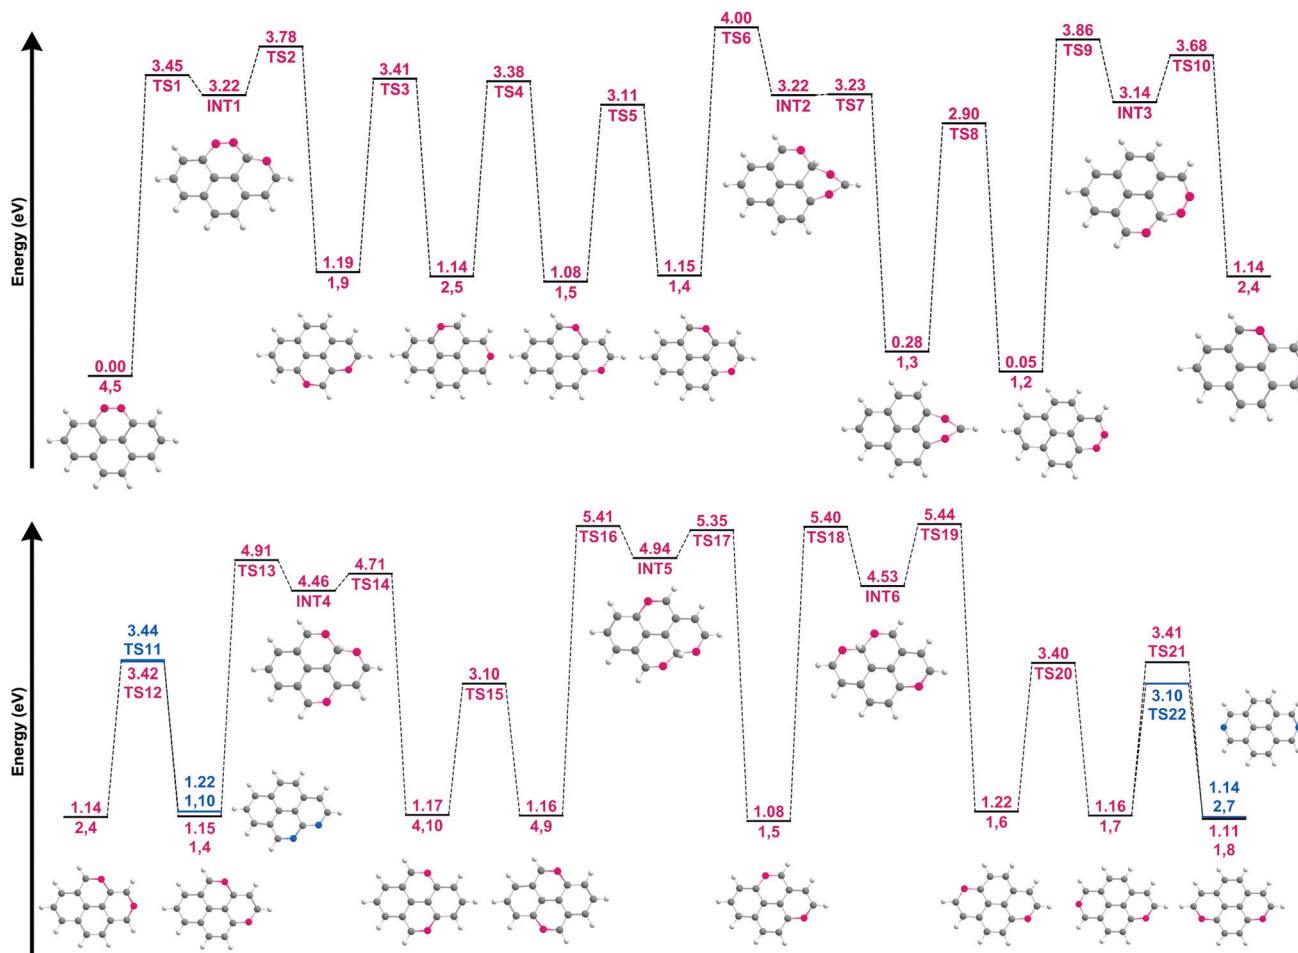 Energy (eV)
0.00
4,5
3.45
TS1
3.22
INT1
3.78
TS2
1.19
1,9
3.41
TS3
1.14
2,5
3.38
TS4
1.08
1,5
3.11
TS5
1.15
1,4
4.00
TS6
3.22
INT2
3.23
TS7
0.28
1,3
2.90
TS8
0.05
1,2
3.86
TS9
3.14
INT3
3.68
TS10
1.14
2,4
Energy (eV)
1.14
2,4
3.44
TS11
3.42
TS12
1.22
1,10
1.15
1,4
4.91
TS13
4.46
INT4
4.71
TS14
1.17
4,10
3.10
TS15
1.16
4,9
5.41
TS16
4.94
INT5
5.35
TS17
1.08
1,5
5.40
TS18
4.53
INT6
5.44
TS19
1.22
1,6
3.40
TS20
1.16
1,7
3.41
TS21
3.10
TS22
1.14
2,7
1.11
1,8